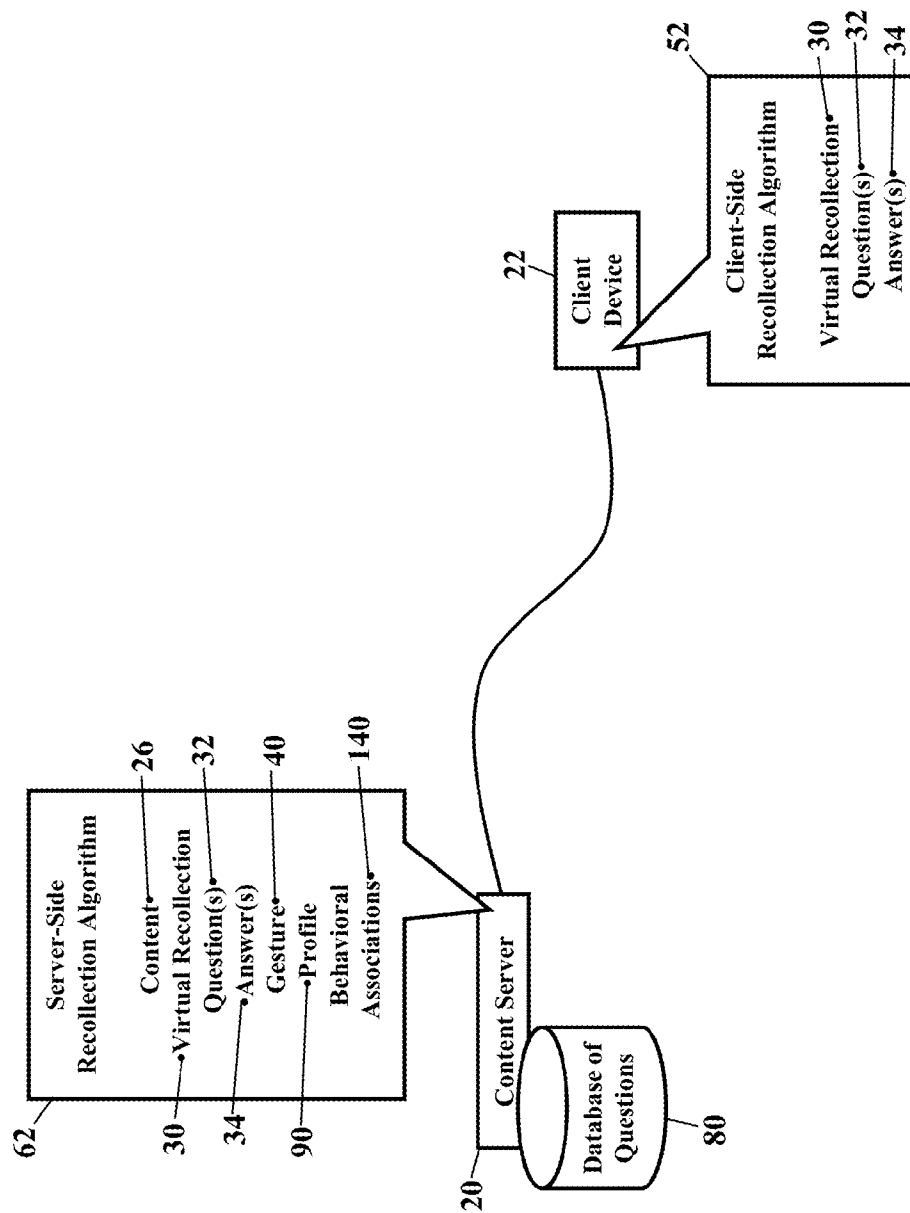 62
Server-Side
Recollection Algorithm
Content
26
30
Virtual Recollection
Question(s)
32
34
Answer(s)
Gesture
40
90
Profile
Behavioral
Associations
140
20
Content Server
Database of
Questions
80
22
Client
Device
52
Client-Side
Recollection Algorithm
Virtual Recollection
30
Question(s)
32
Answer(s)
34